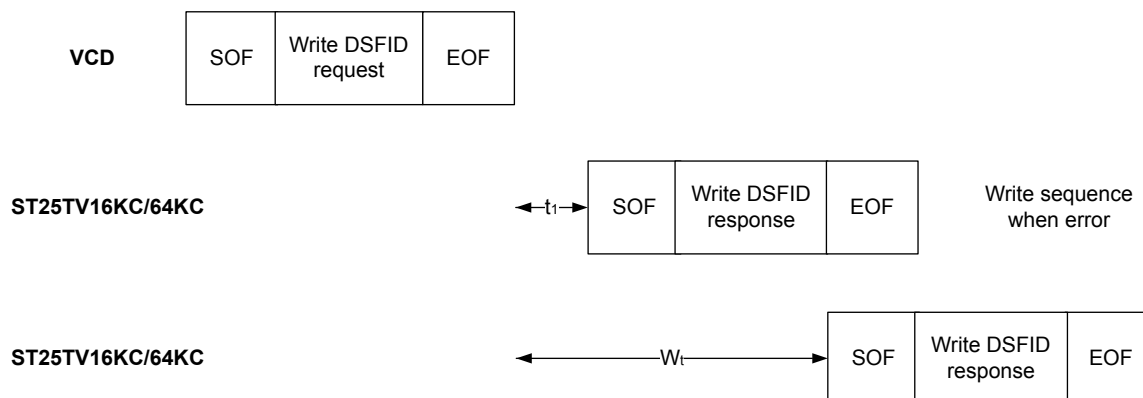 VCD
SOF
Write DSFID
request
EOF
ST25TV16KC/64KC
t1
SOF
Write DSFID
response
EOF
Write sequence
when error
ST25TV16KC/64KC
Wt
SOF
Write DSFID
response
EOF